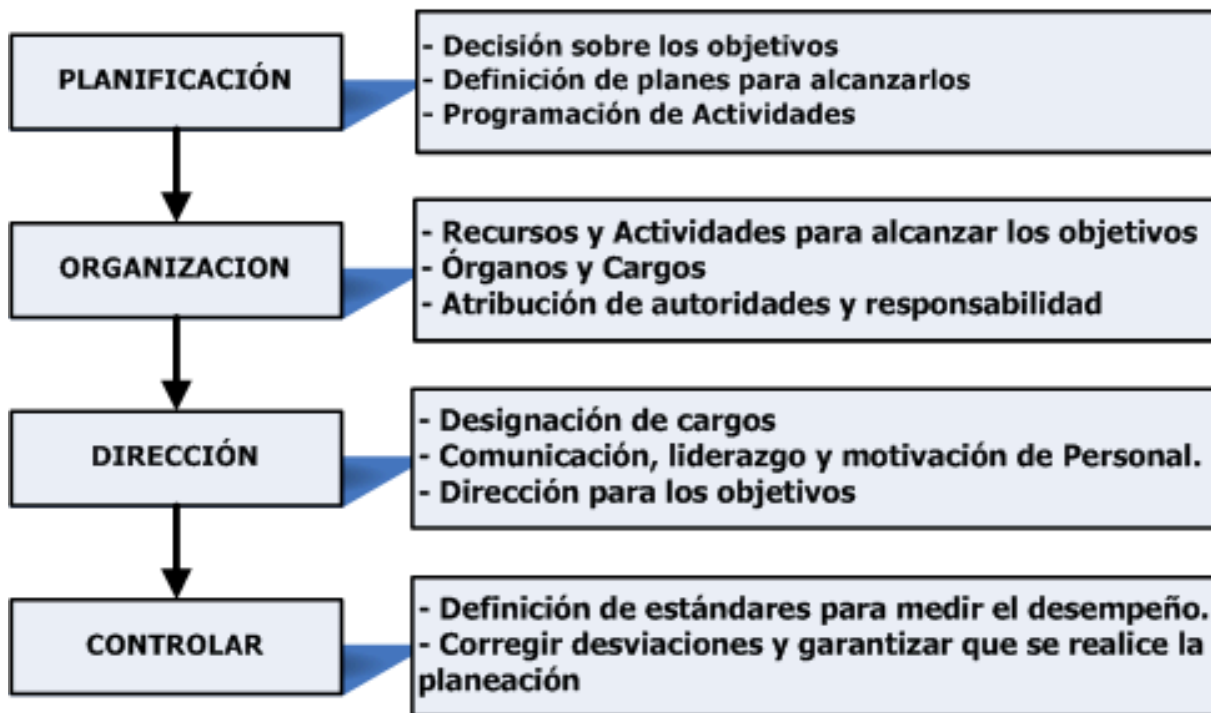 PLANIFICACIÓN
- Decisión sobre los objetivos
- Definición de planes para alcanzarlos
- Programación de Actividades
ORGANIZACION
- Recursos y Actividades para alcanzar los objetivos
- Órganos y Cargos
- Atribución de autoridades y responsabilidad
DIRECCIÓN
- Designación de cargos
- Comunicación, liderazgo y motivación de Personal.
- Dirección para los objetivos
CONTROLAR
- Definición de estándares para medir el desempeño.
- Corregir desviaciones y garantizar que se realice la
planeación